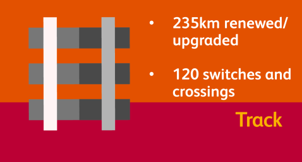 • 235km renewed/
upgraded
• 120 switches and
crossings
Track